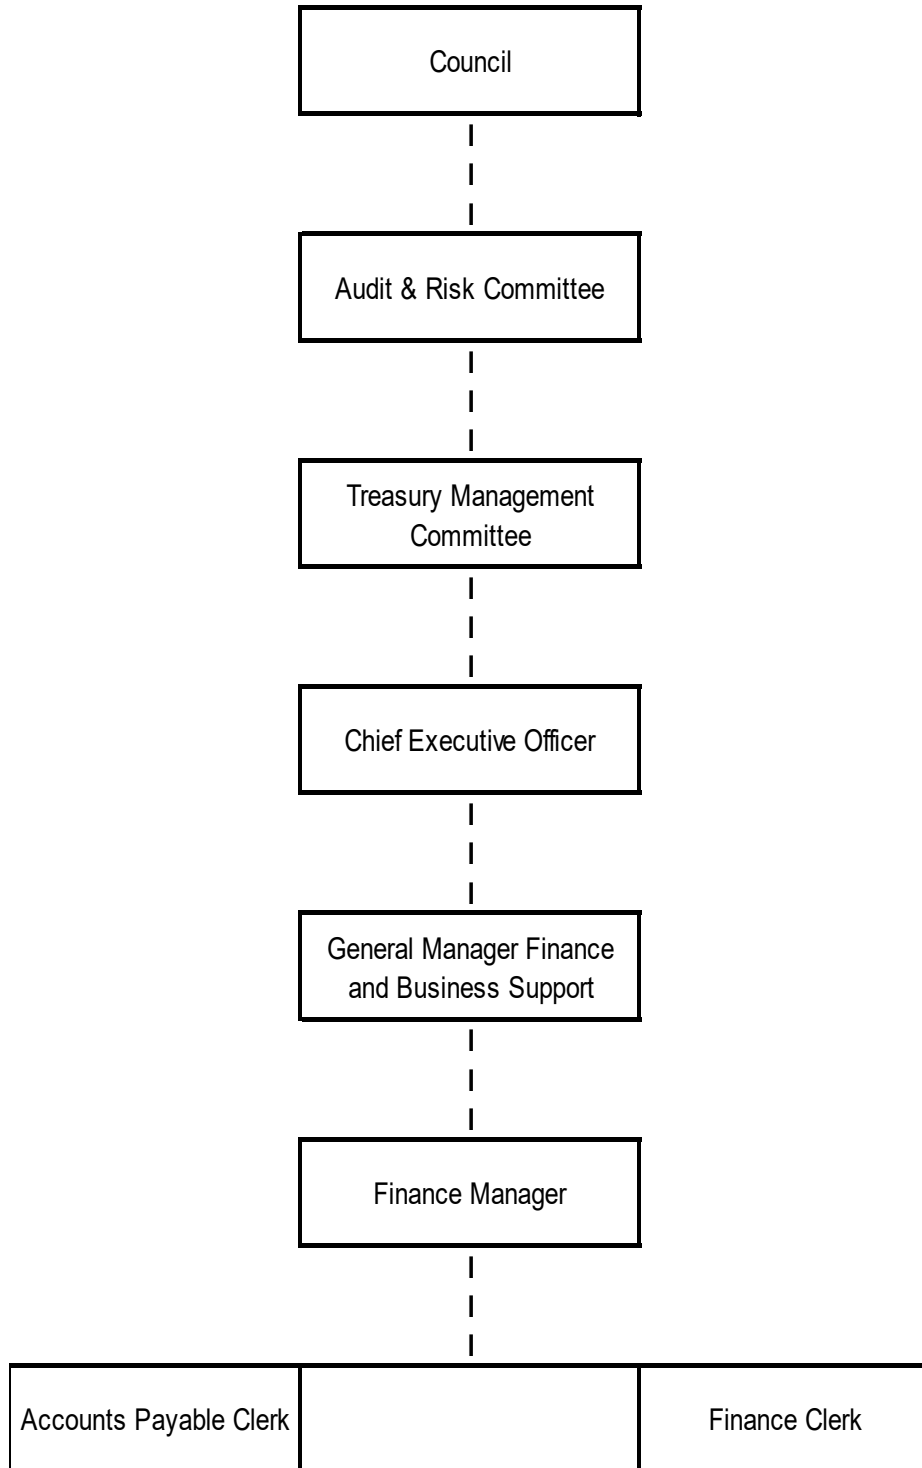 Council
Audit & Risk Committee
Treasury Management
Committee
Chief Executive Officer
General Manager Finance
and Business Support
Finance Manager
Accounts Payable Clerk
Finance Clerk